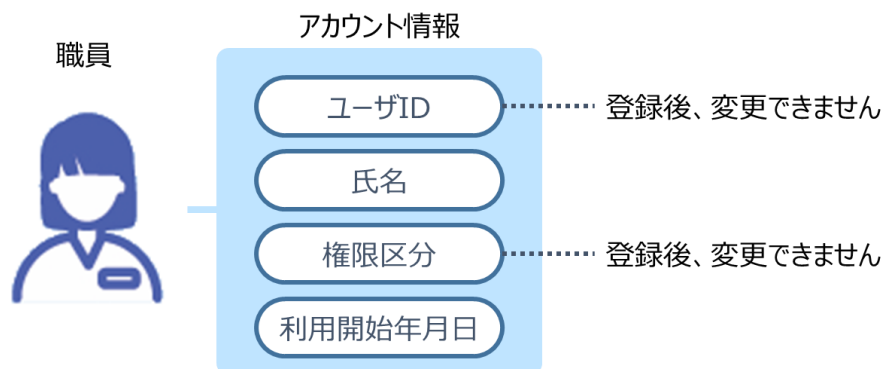 アカウント情報
職員
ユーザID
登録後、変更できません
氏名
権限区分
登録後、変更できません
利用開始年月日